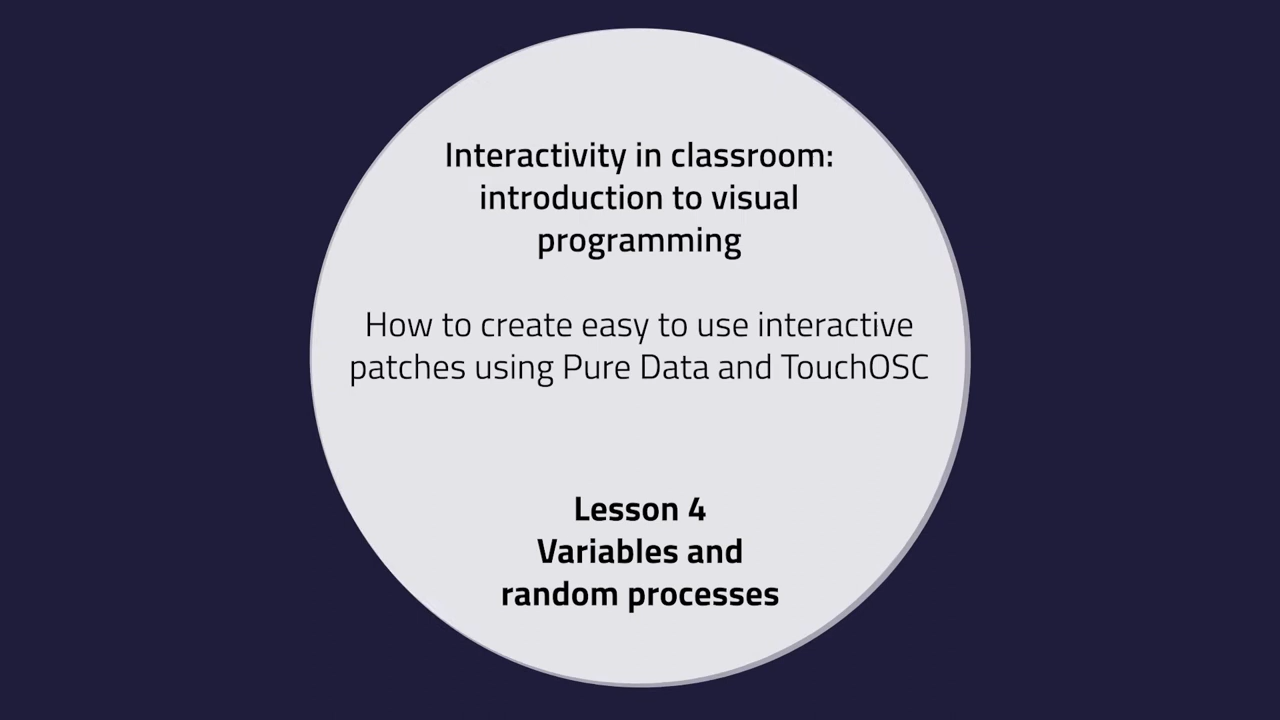 Interactivity in classroom:
introduction to visual
programming
How to create easy to use interactive
patches using Pure Data and TouchOSC
Lesson 4
Variables and
random processes